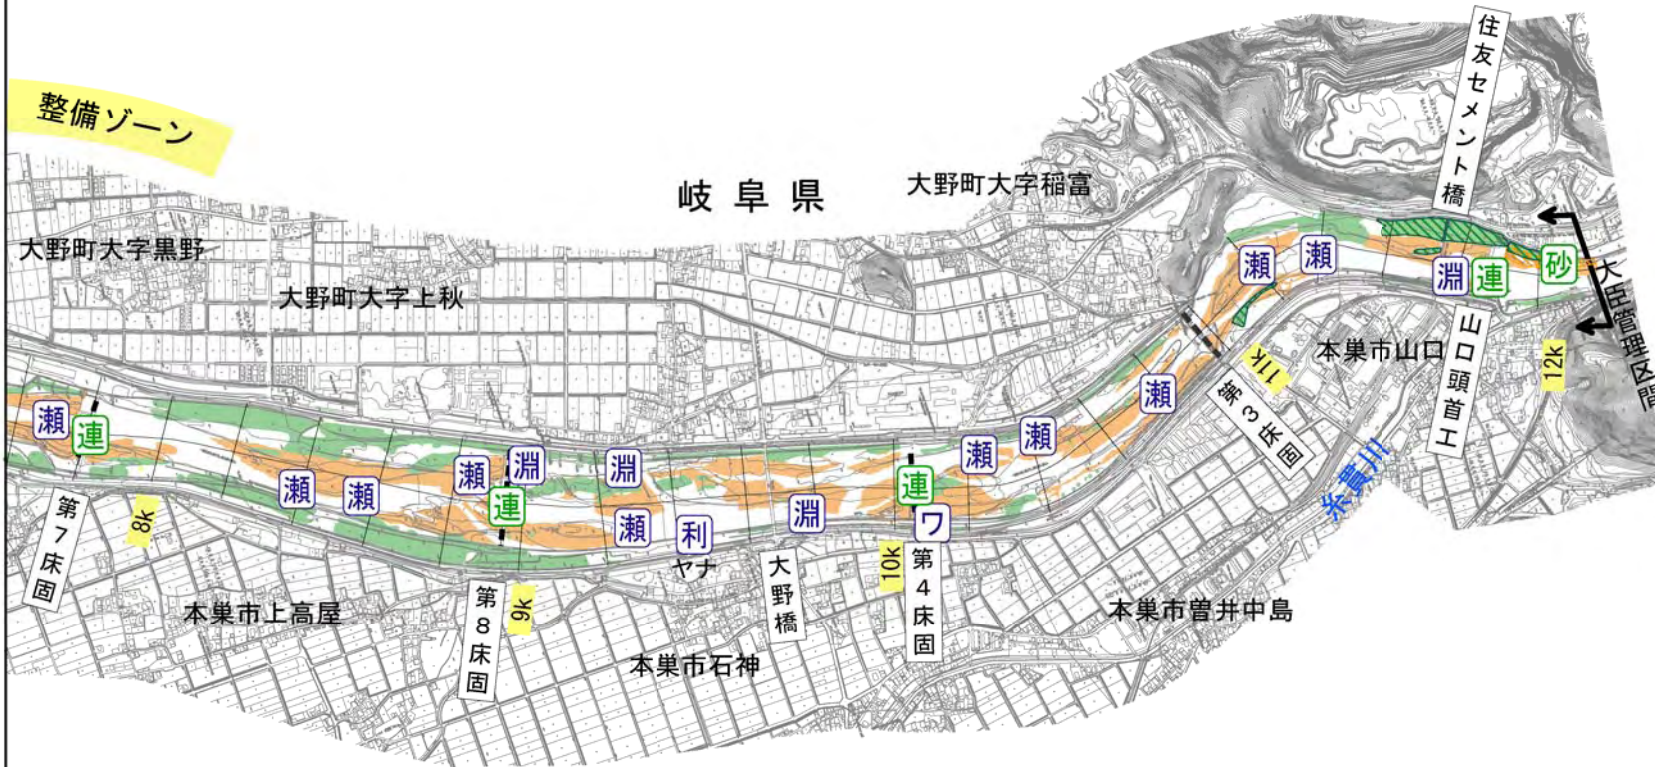 整備ゾーン
岐阜県
住友セメント橋
大野町大字稲富
大野町大字黒野
大野町大字上秋
瀬
瀬
淵
連
砂
大臣管理区間
本巣市山口
山口頭首工
12k
11k
第3床固
糸貫川
瀬
瀬
瀬
瀬
連
瀬
瀬
瀬
淵
連
淵
瀬
利
ヤナ
淵
連
ワ
第7床固
8k
本巣市上高屋
第8床固
9k
大野橋
10k
第4床固
本巣市石神
本巣市曽井中島